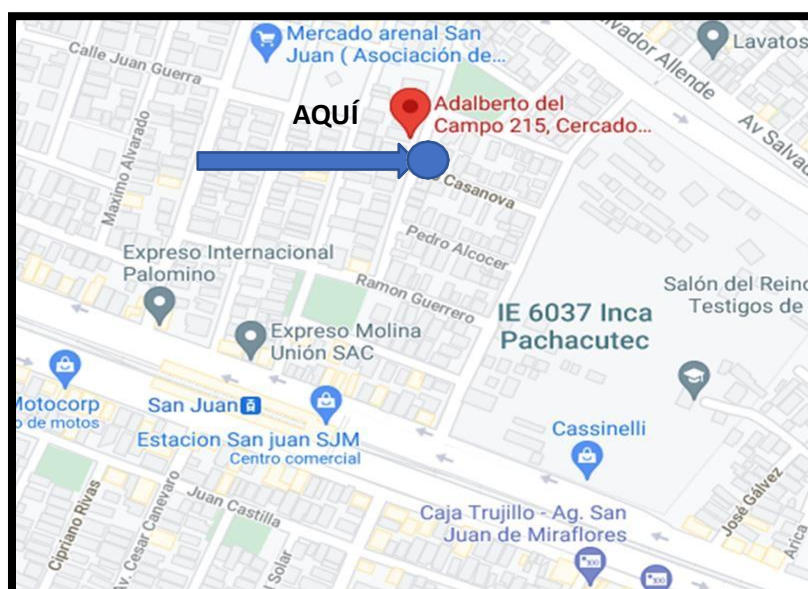 Mercado arenal San
Juan ( Asociación de...
Calle Juan Guerra
Lavatos
Salvador Allende
Av Salvado
AQUÍ
Adalberto del
Campo 215, Cercado...
Maximo Alvarado
Casanova
Pedro Alcocer
Expreso Internacional
Palomino
Ramon Guerrero
Salón del Reino
Testigos de
IE 6037 Inca
Pachacutec
Expreso Molina
Unión SAC
Motocorp
o de motos
San Juan
Estacion San juan SJM
Centro comercial
Cassinelli
Juan Castilla
Cipriano Rivas
Av. Cesar Canevaro
l Solar
Caja Trujillo - Ag. San
Juan de Miraflores
José Gálvez
Arica